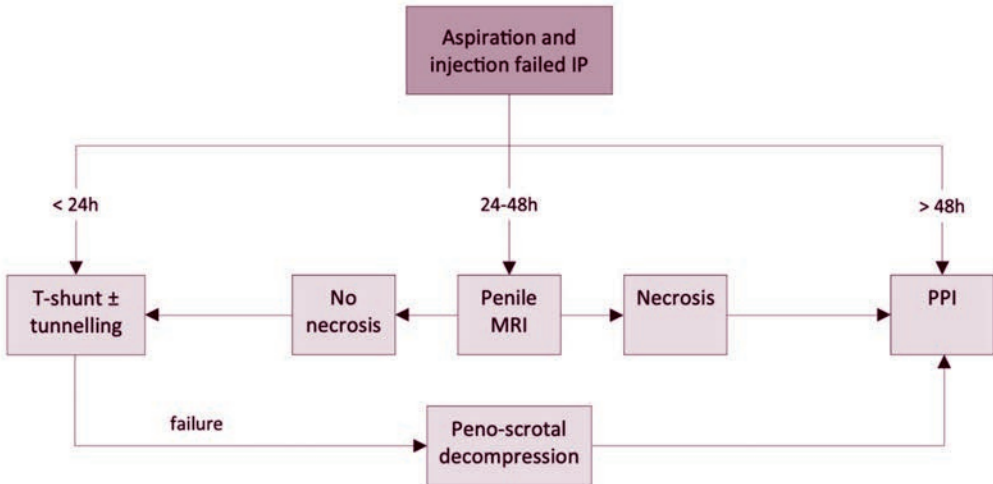 Aspiration and
injection failed IP
< 24h
24-48h
> 48h
T-shunt ±
tunnelling
No
necrosis
Penile
MRI
Necrosis
PPI
failure
Peno-scrotal
decompression